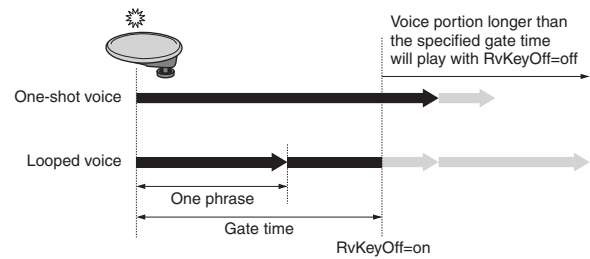 Voice portion longer than
the specified gate time
will play with RvKeyOff=off
One-shot voice
Looped voice
One phrase
Gate time
RvKeyOff=on